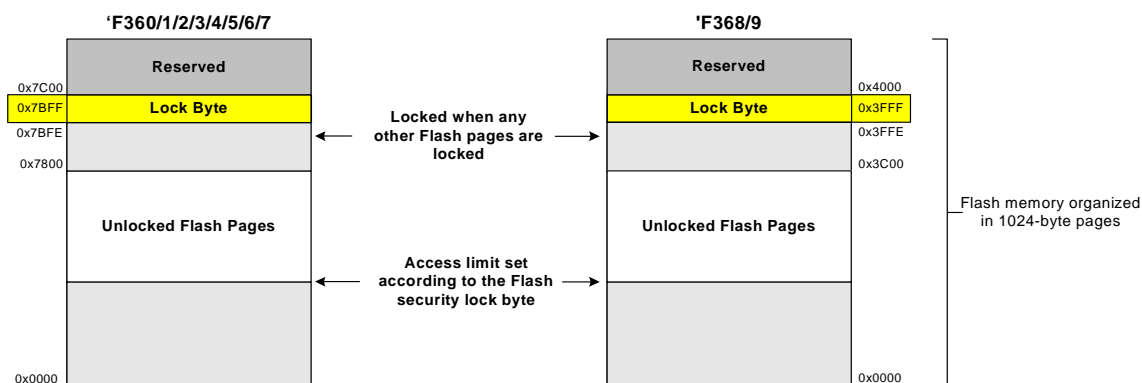 ‘F360/1/2/3/4/5/6/7
'F368/9
Reserved
0x7C00
0x7BFF
Lock Byte
0x7BFE
0x7800
Unlocked Flash Pages
0x0000
Locked when any
other Flash pages are
locked
Access limit set
according to the Flash
security lock byte
Reserved
0x4000
Lock Byte
0x3FFF
0x3FFE
0x3C00
Unlocked Flash Pages
0x0000
Flash memory organized
in 1024-byte pages